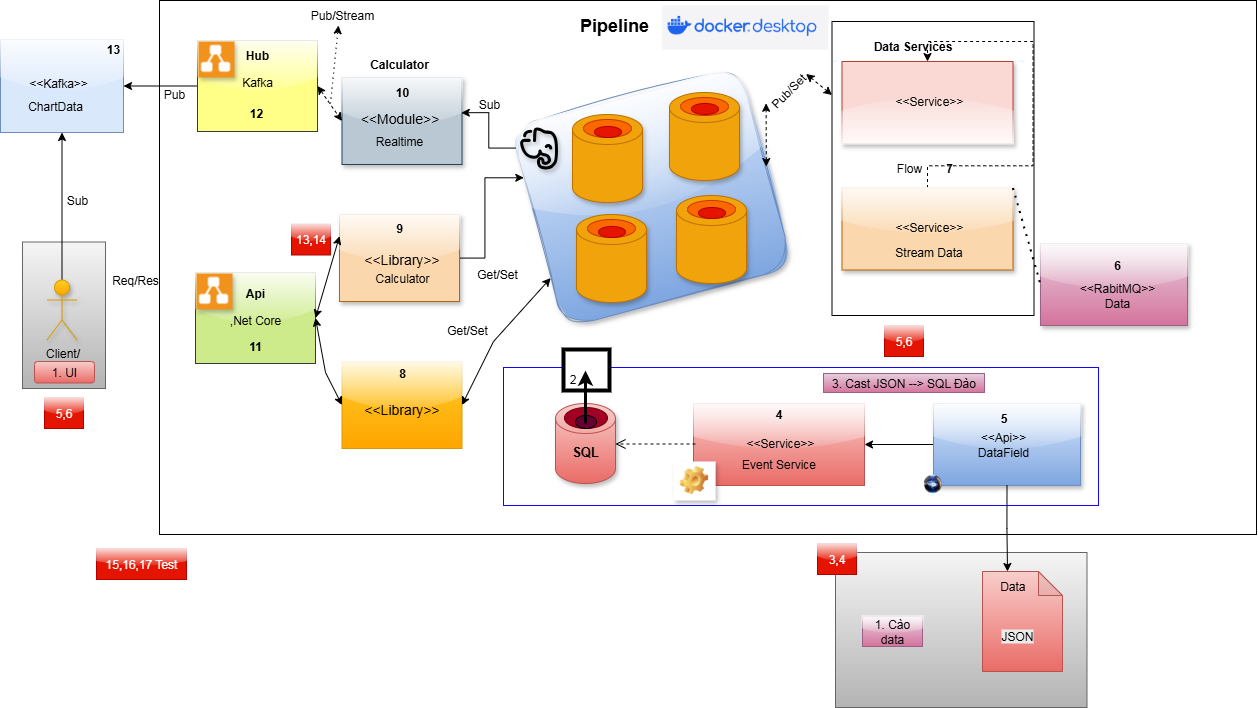 Pub/Stream
Pipeline
docker.desktop
13
<<Kafka>>
ChartData
Pub
Hub
Kafka
12
Calculator
10
<<Module>>
Realtime
Sub
Pub/Set
Data Services
<<Service>>
Flow
7
<<Service>>
Stream Data
6
<<RabitMQ>>
Data
Sub
Req/Res
Client/
1. UI
5,6
13,14
9
<<Library>>
Calculator
Get/Set
Api
,Net Core
11
Get/Set
8
<<Library>>
5,6
2
SQL
3. Cast JSON --> SQL Đảo
4
<<Service>>
Event Service
5
<<Api>>
DataField
15,16,17 Test
3,4
1. Cào
data
Data
JSON